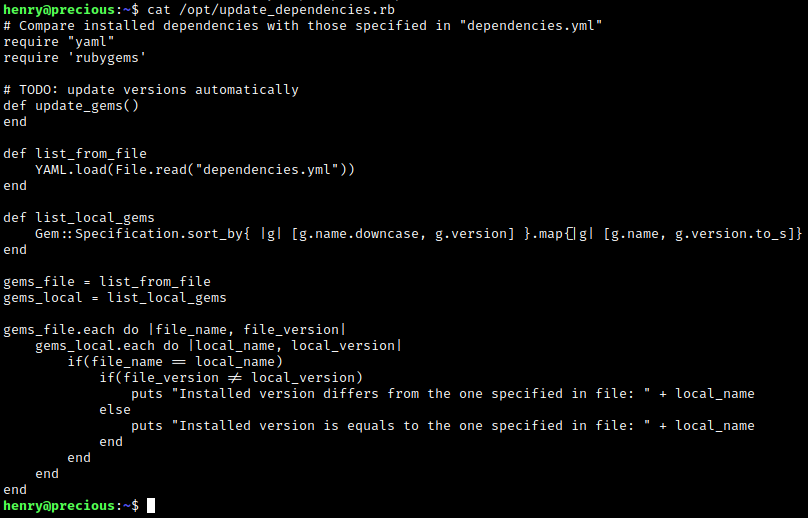 henry@precious:~$ cat /opt/update_dependencies.rb
# Compare installed dependencies with those specified in "dependencies.yml"
require "yaml"
require 'rubygems'

# TODO: update versions automatically
def update_gems()
end

def list_from_file
    YAML.load(File.read("dependencies.yml"))
end

def list_local_gems
    Gem::Specification.sort_by{ |g| [g.name.downcase, g.version] }.map{|g| [g.name, g.version.to_s]}
end

gems_file = list_from_file
gems_local = list_local_gems

gems_file.each do |file_name, file_version|
    gems_local.each do |local_name, local_version|
        if(file_name == local_name)
            if(file_version != local_version)
                puts "Installed version differs from the one specified in file: " + local_name
            else
                puts "Installed version is equals to the one specified in file: " + local_name
            end
        end
    end
end
henry@precious:~$